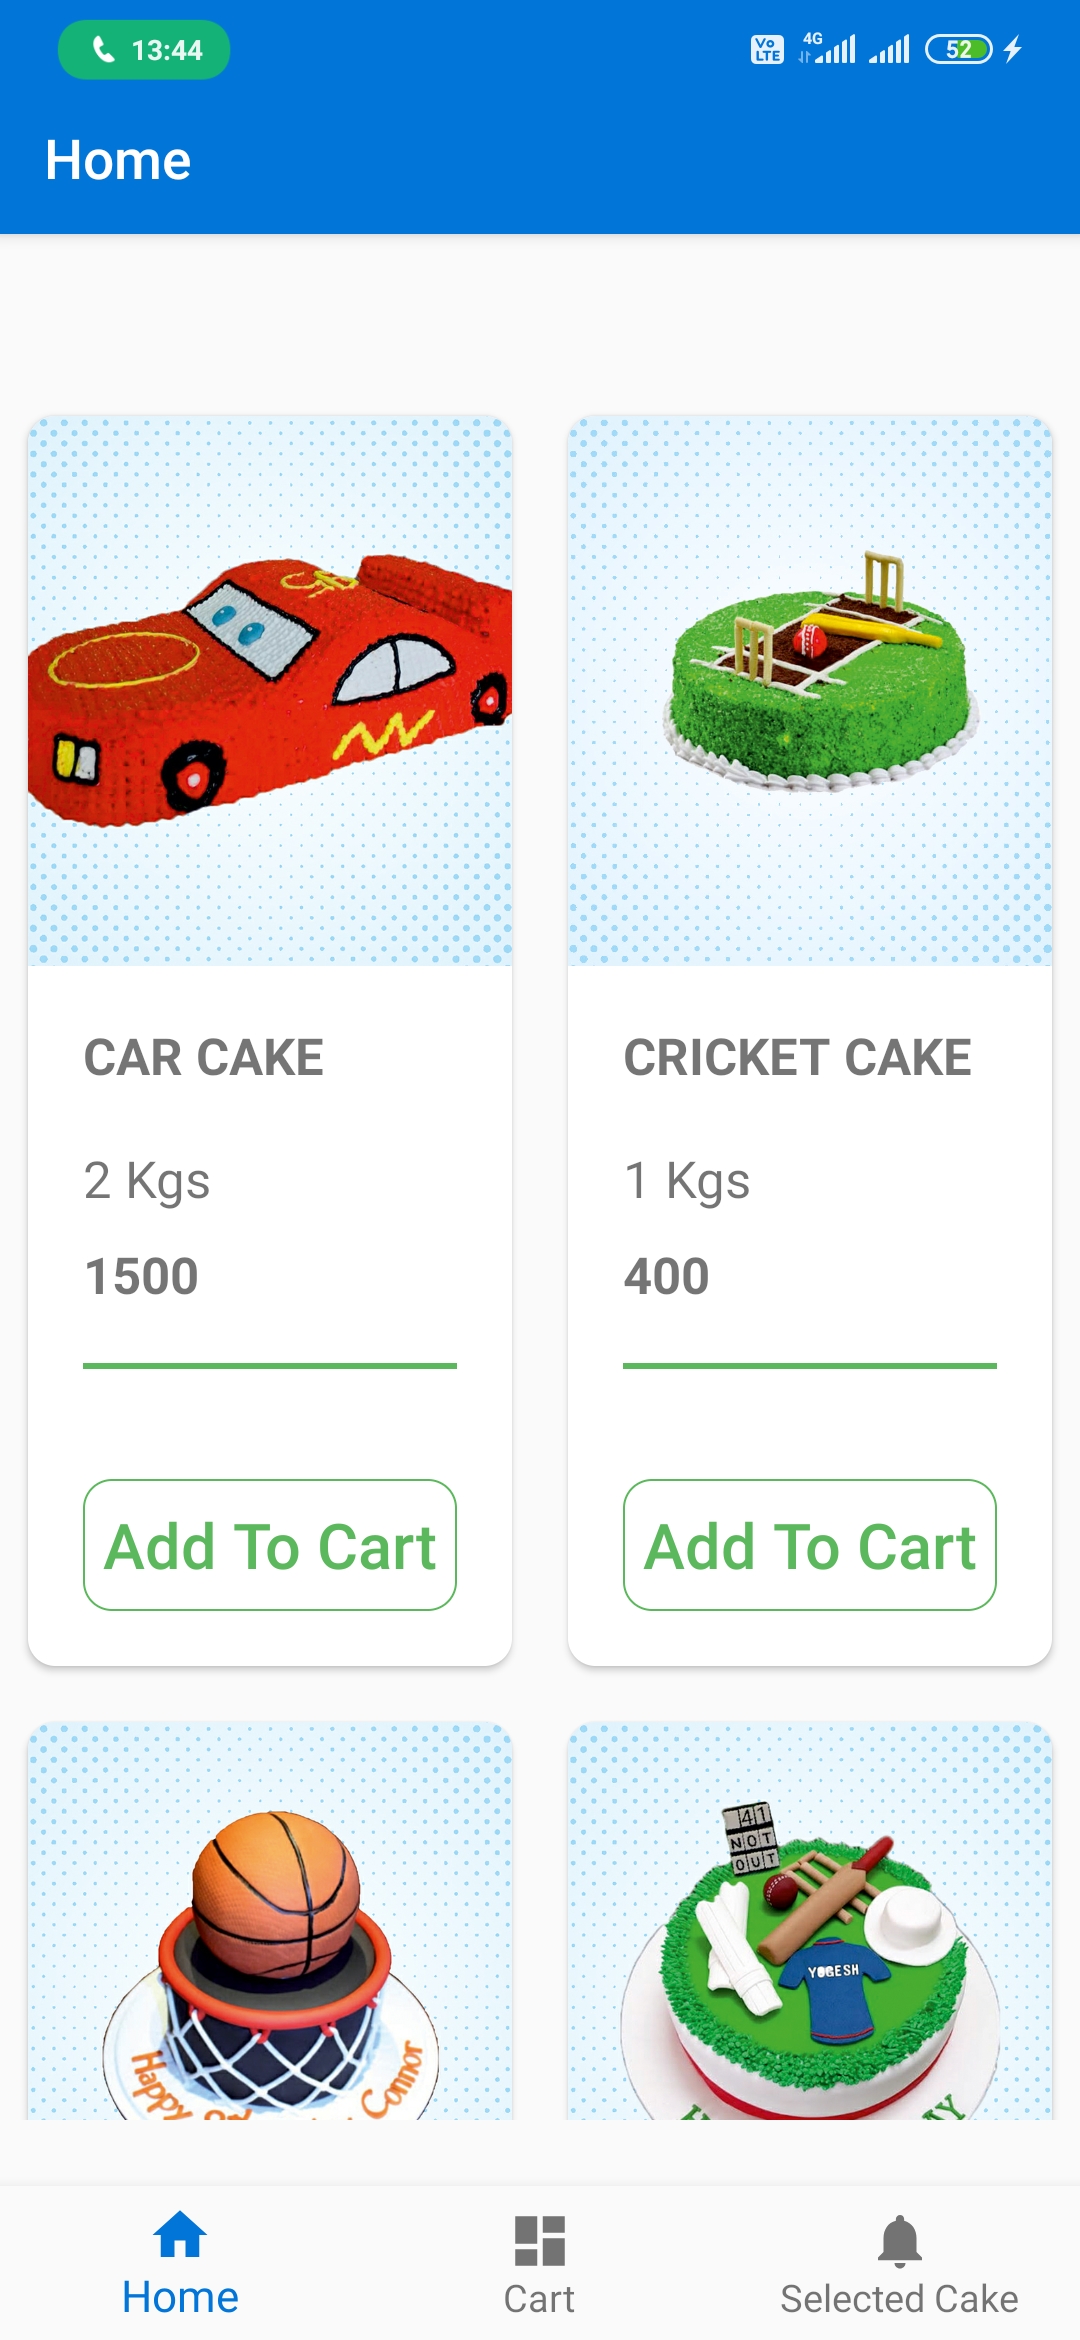 13:44
Vo LTE
4G
52
Home
CAR CAKE
CRICKET CAKE
2 Kgs
1 Kgs
1500
400
Add To Cart
Add To Cart
41
NOT
OUT
YOGESH
Happy
Connor
Home
Cart
Selected Cake